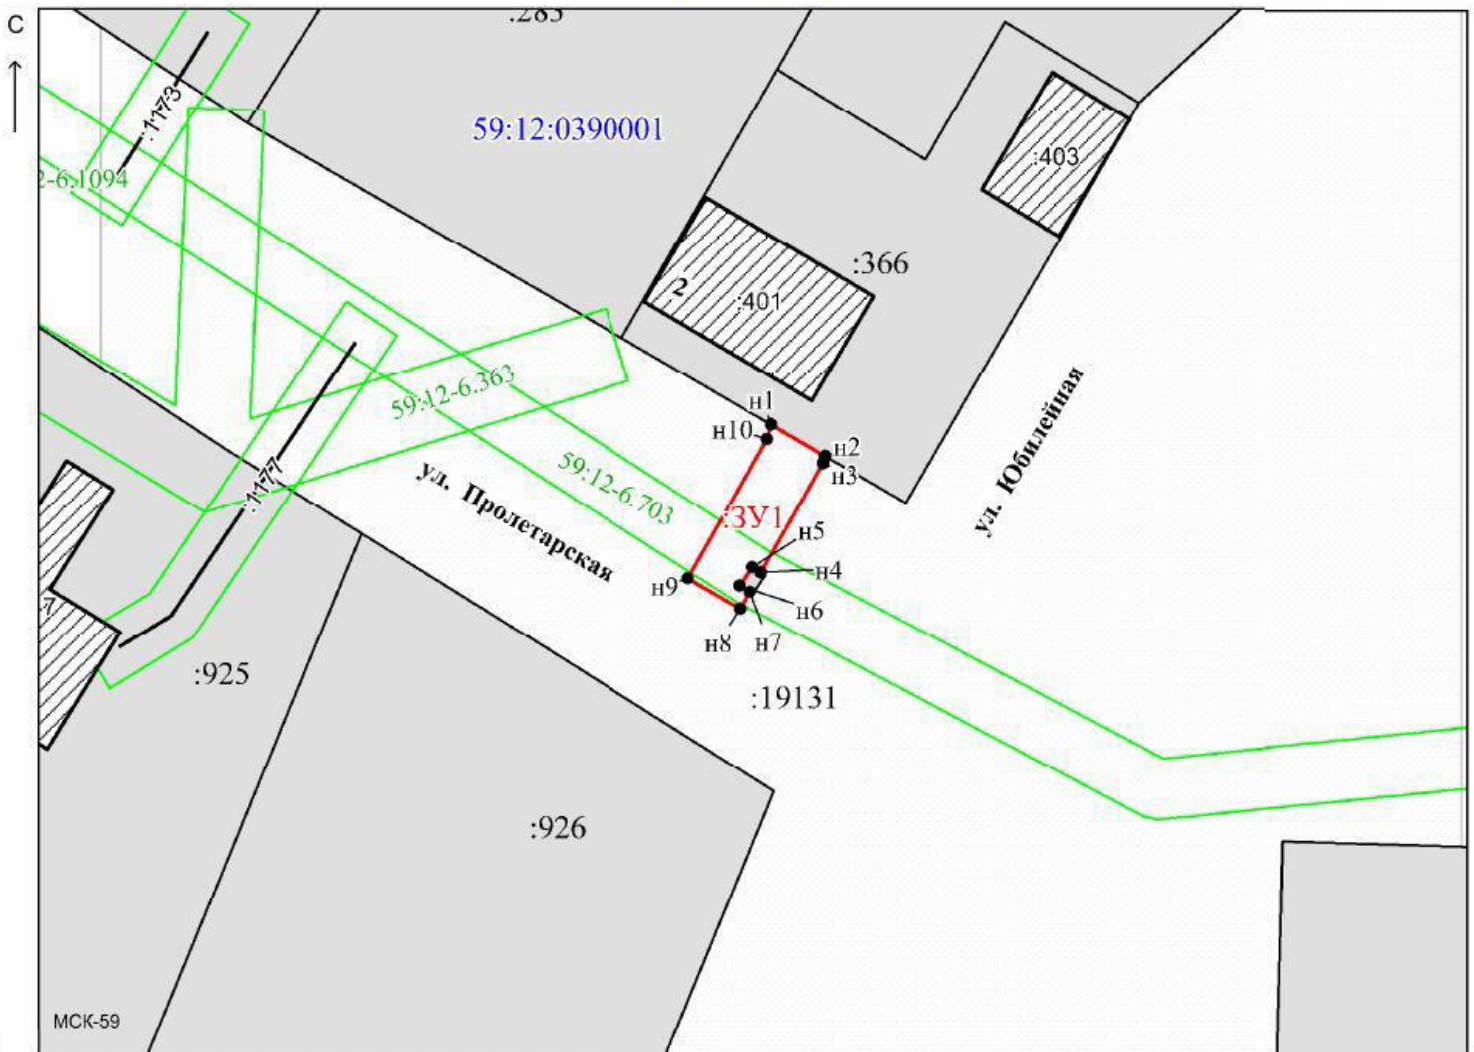 С
:285
:1173
59:12:0390001
:403
2-6.1094
:366
2
:401
59:12-6.363
н1
н10
н2
н3
ул. Юбилейная
:1177
ул. Пролетарская
59:12-6.703
:ЗУ1
н5
н4
н9
н6
н8
н7
7
:925
:19131
:926
МСК-59